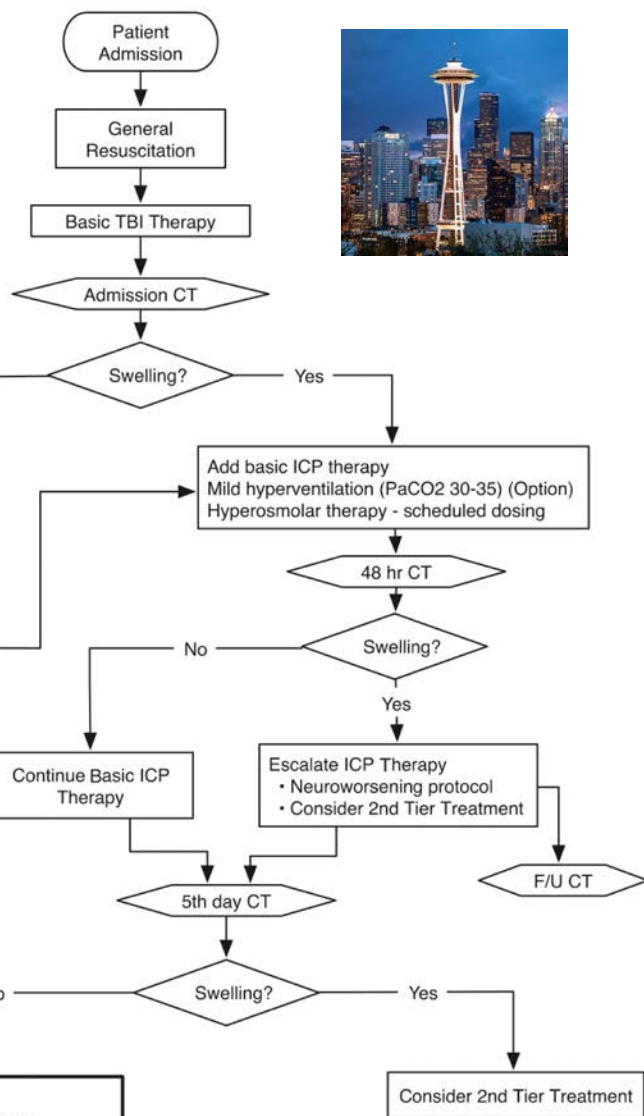 Patient
Admission
General
Resuscitation
Basic TBI Therapy
Admission CT
Swelling?
Yes
Add basic ICP therapy
Mild hyperventilation (PaCO2 30-35) (Option)
Hyperosmolar therapy - scheduled dosing
48 hr CT
No
Swelling?
Yes
Continue Basic ICP
Therapy
Escalate ICP Therapy
• Neuroworsening protocol
• Consider 2nd Tier Treatment
F/U CT
5th day CT
Swelling?
Yes
Consider 2nd Tier Treatment